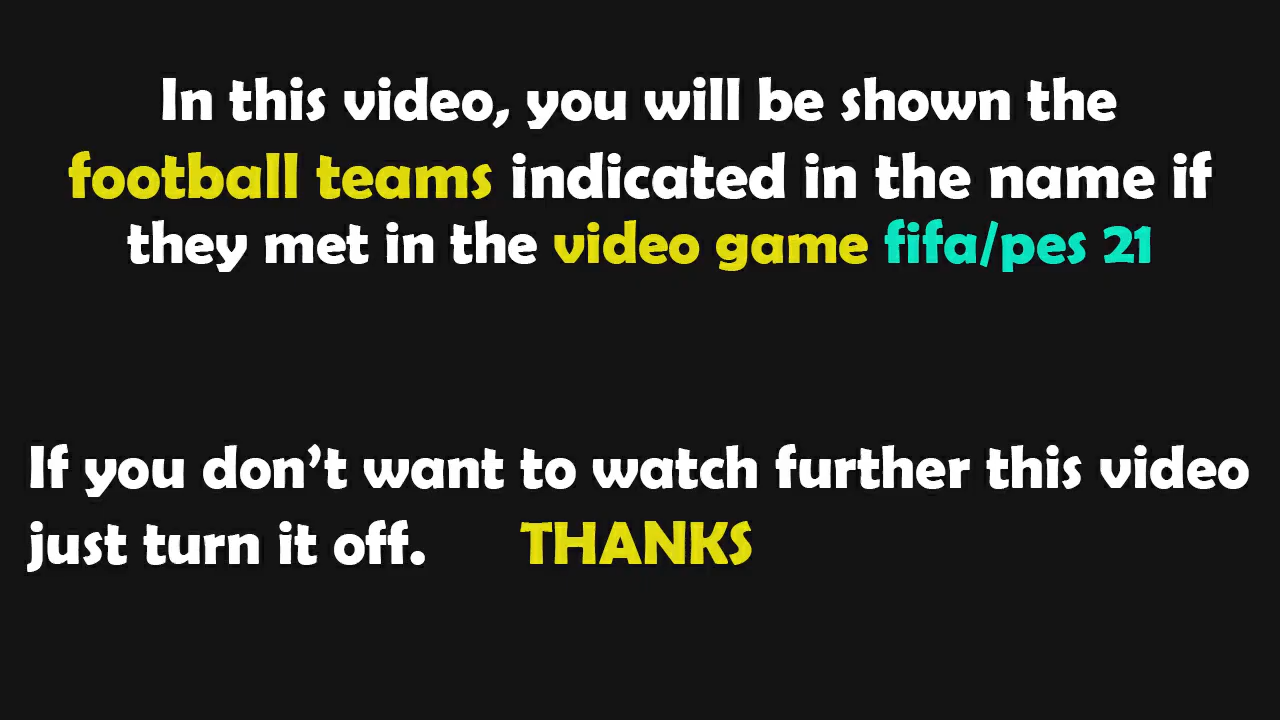 In this video, you will be shown the
football teams indicated in the name if
they met in the video game fifa/pes 21
If you don’t want to watch further this video
just turn it off. THANKS